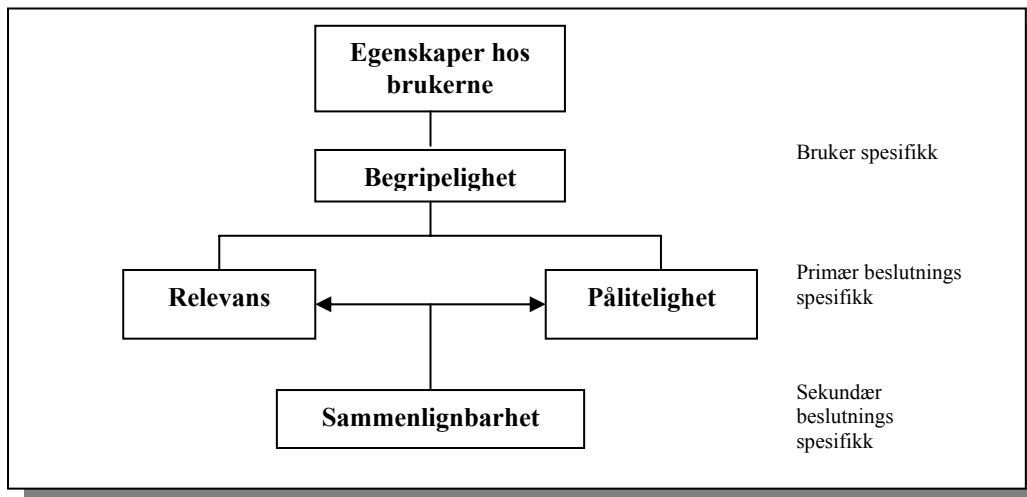 Egenskaper hos
brukerne
Bruker spesifikk
Begripelighet
Relevans
Pålitelighet
Primær beslutnings
spesifikk
Sammenlignbarhet
Sekundær
beslutnings
spesifikk